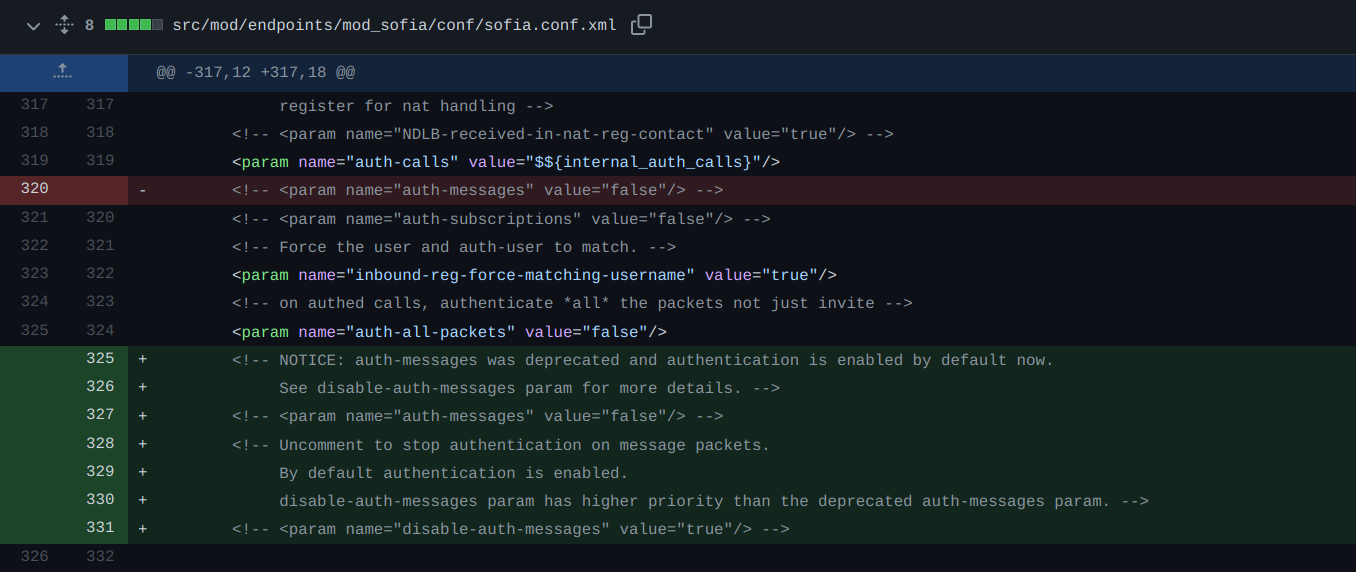 8 src/mod/endpoints/mod_sofia/conf/sofia.conf.xml
@@ -317,12 +317,18 @@
317 317 register for nat handling -->
318 318 <!-- <param name="NDLB-received-in-nat-reg-contact" value="true"/> -->
319 319 <param name="auth-calls" value="$${internal_auth_calls}"/>
320 - <!-- <param name="auth-messages" value="false"/> -->
321 320 <!-- <param name="auth-subscriptions" value="false"/> -->
322 321 <!-- Force the user and auth-user to match. -->
323 322 <param name="inbound-reg-force-matching-username" value="true"/>
324 323 <!-- on authed calls, authenticate *all* the packets not just invite -->
325 324 <param name="auth-all-packets" value="false"/>
325 + <!-- NOTICE: auth-messages was deprecated and authentication is enabled by default now.
326 + See disable-auth-messages param for more details. -->
327 + <!-- <param name="auth-messages" value="false"/> -->
328 + <!-- Uncomment to stop authentication on message packets.
329 + By default authentication is enabled.
330 + disable-auth-messages param has higher priority than the deprecated auth-messages param. -->
331 + <!-- <param name="disable-auth-messages" value="true"/> -->
326 332